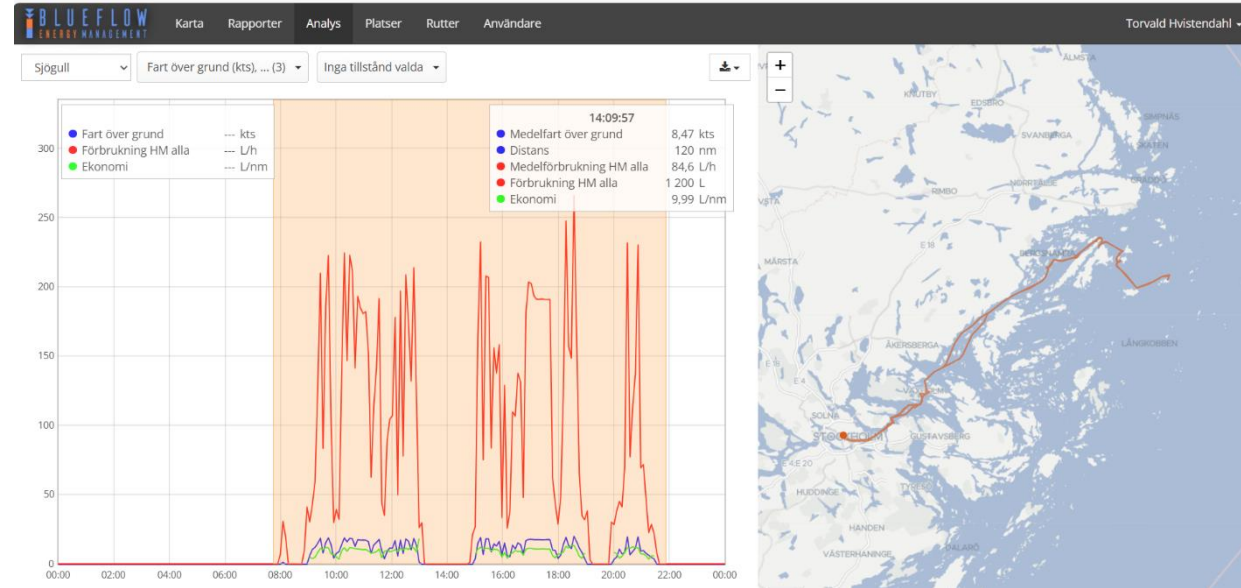 BLUEFLOW
ENERGY MANAGEMENT
Karta Rapporter Analys Platser Rutter Användare Torvald Hvistendahl
Sjögull Fart över grund (kts), ... (3) Inga tillstånd valda
Fart över grund --- kts
Förbrukning HM alla --- L/h
Ekonomi --- L/nm
14:09:57
Medelfart över grund 8,47 kts
Distans 120 nm
Medelförbrukning HM alla 84,6 L/h
Förbrukning HM alla 1 200 L
Ekonomi 9,99 L/nm
300
250
200
150
100
50
0
00:00 02:00 04:00 06:00 08:00 10:00 12:00 14:00 16:00 18:00 20:00 22:00 00:00
+
−
ÄLMSTA
KNUTBY
EDSBRO
SIMPNÄS
SVANBERGA
RIMBO
NORRTÄLJE
E 18
MÄRSTA
LÅNGKOBBEN
ÅKERSBERGA
E 4
SOLNA
STOCKHOLM
GUSTAVSBERG
E 4;E 20
HUDDINGE
HANDEN
VÄSTERHANINGE
DALARÖ